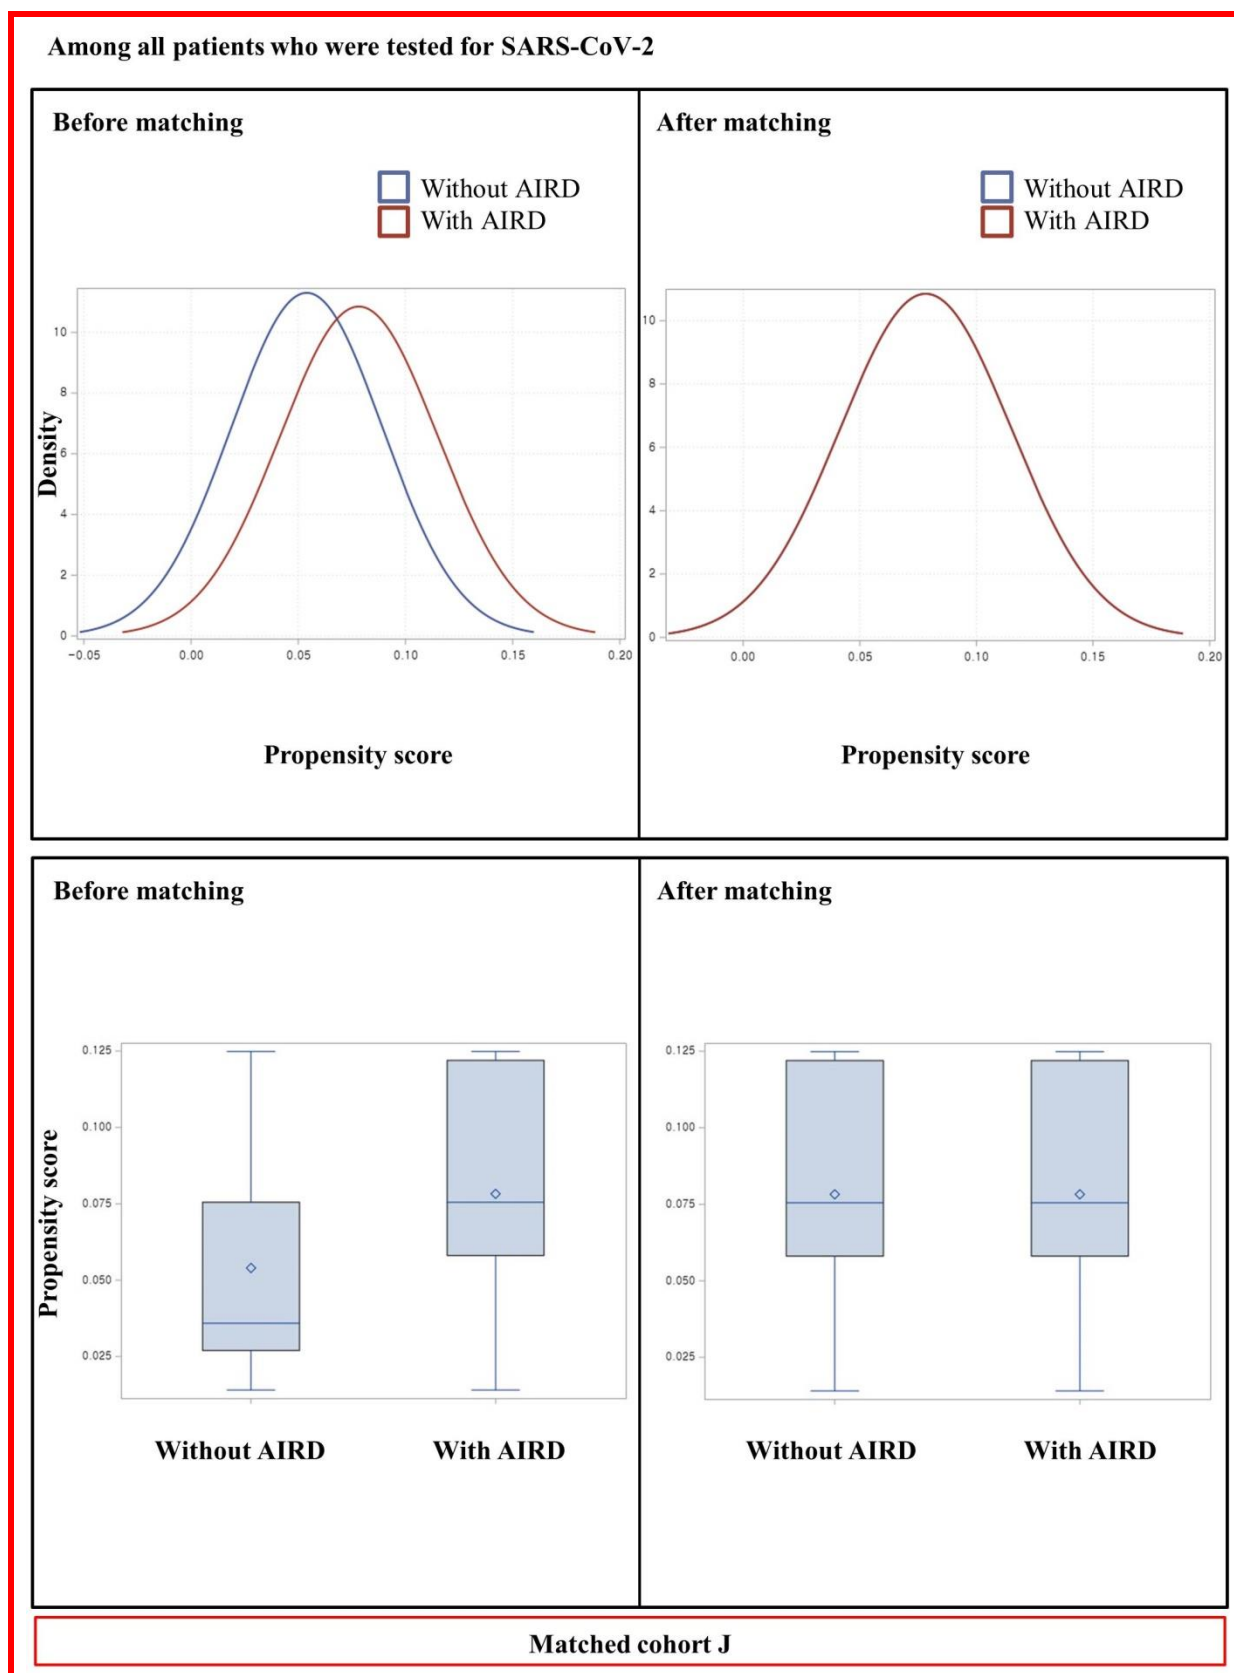 Among all patients who were tested for SARS-CoV-2
Before matching
Without AIRD
With AIRD
Density
10
8
6
4
2
0
−0.05 0.00 0.05 0.10 0.15 0.20
Propensity score
After matching
Without AIRD
With AIRD
10
8
6
4
2
0
0.00 0.05 0.10 0.15 0.20
Propensity score
Before matching
Propensity score
0.125
0.100
0.075
0.050
0.025
Without AIRD With AIRD
After matching
0.125
0.100
0.075
0.050
0.025
Without AIRD With AIRD
Matched cohort J